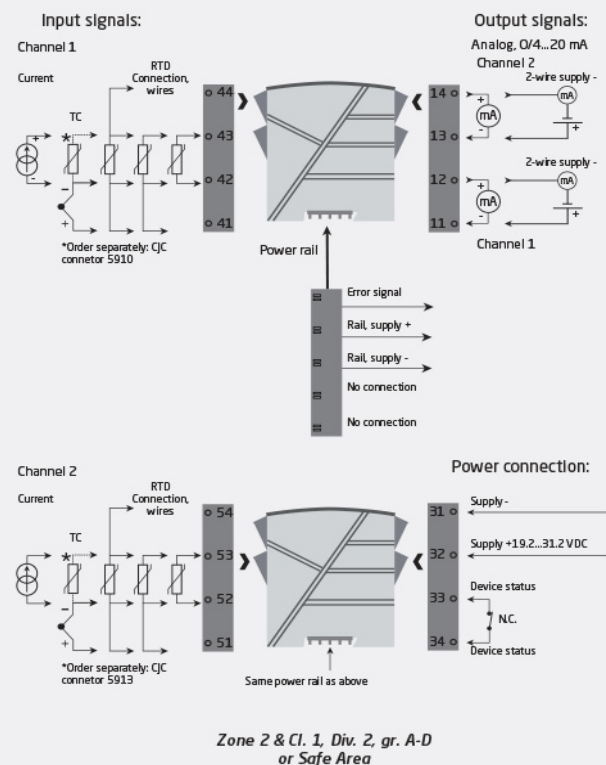 Input signals:
Output signals:
Channel 1
Analog, 0/4...20 mA
Channel 2
Current
TC
RTD
Connection,
wires
2-wire supply -
+
-
*
–
+
44
43
42
41
14
13
12
11
+
mA
-
mA
+
2-wire supply -
+
mA
-
mA
+
Channel 1
*Order separately: CJC
connetor 5910
Power rail
Error signal
Rail, supply +
Rail, supply -
No connection
No connection
Channel 2
Power connection:
Current
TC
RTD
Connection,
wires
*
–
+
54
53
52
51
31
32
33
34
Supply -
Supply +19.2...31.2 VDC
Device status
N.C.
Device status
*Order separately: CJC
connetor 5913
Same power rail as above
Zone 2 & Cl. 1, Div. 2, gr. A-D
or Safe Area